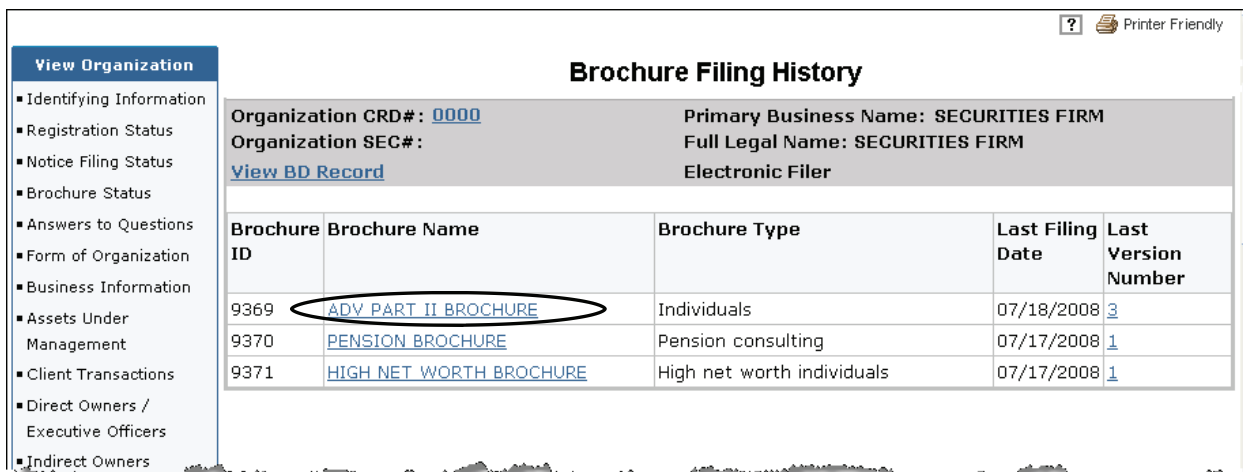 ? Printer Friendly
View Organization
Identifying Information
Registration Status
Notice Filing Status
Brochure Status
Answers to Questions
Form of Organization
Business Information
Assets Under
Management
Client Transactions
Direct Owners /
Executive Officers
Indirect Owners
Brochure Filing History
Organization CRD#: 0000 Primary Business Name: SECURITIES FIRM
Organization SEC#: Full Legal Name: SECURITIES FIRM
View BD Record Electronic Filer
Brochure Brochure Name Brochure Type Last Filing Last
ID Date Version
Number
9369 ADV PART II BROCHURE Individuals 07/18/2008 3
9370 PENSION BROCHURE Pension consulting 07/17/2008 1
9371 HIGH NET WORTH BROCHURE High net worth individuals 07/17/2008 1